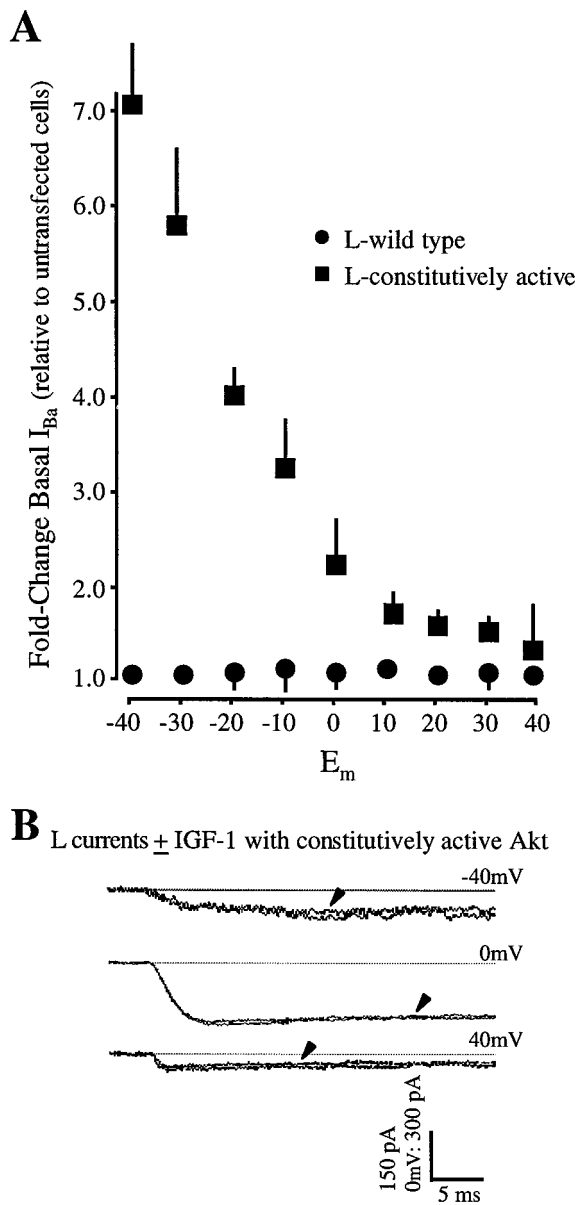 A
Fold-Change Basal I_Ba (relative to untransfected cells)
7.0
6.0
5.0
4.0
3.0
2.0
1.0
L-wild type
L-constitutively active
-40 -30 -20 -10 0 10 20 30 40
E_m
B
L currents ± IGF-1 with constitutively active Akt
-40mV
0mV
40mV
150 pA
0mV: 300 pA
5 ms